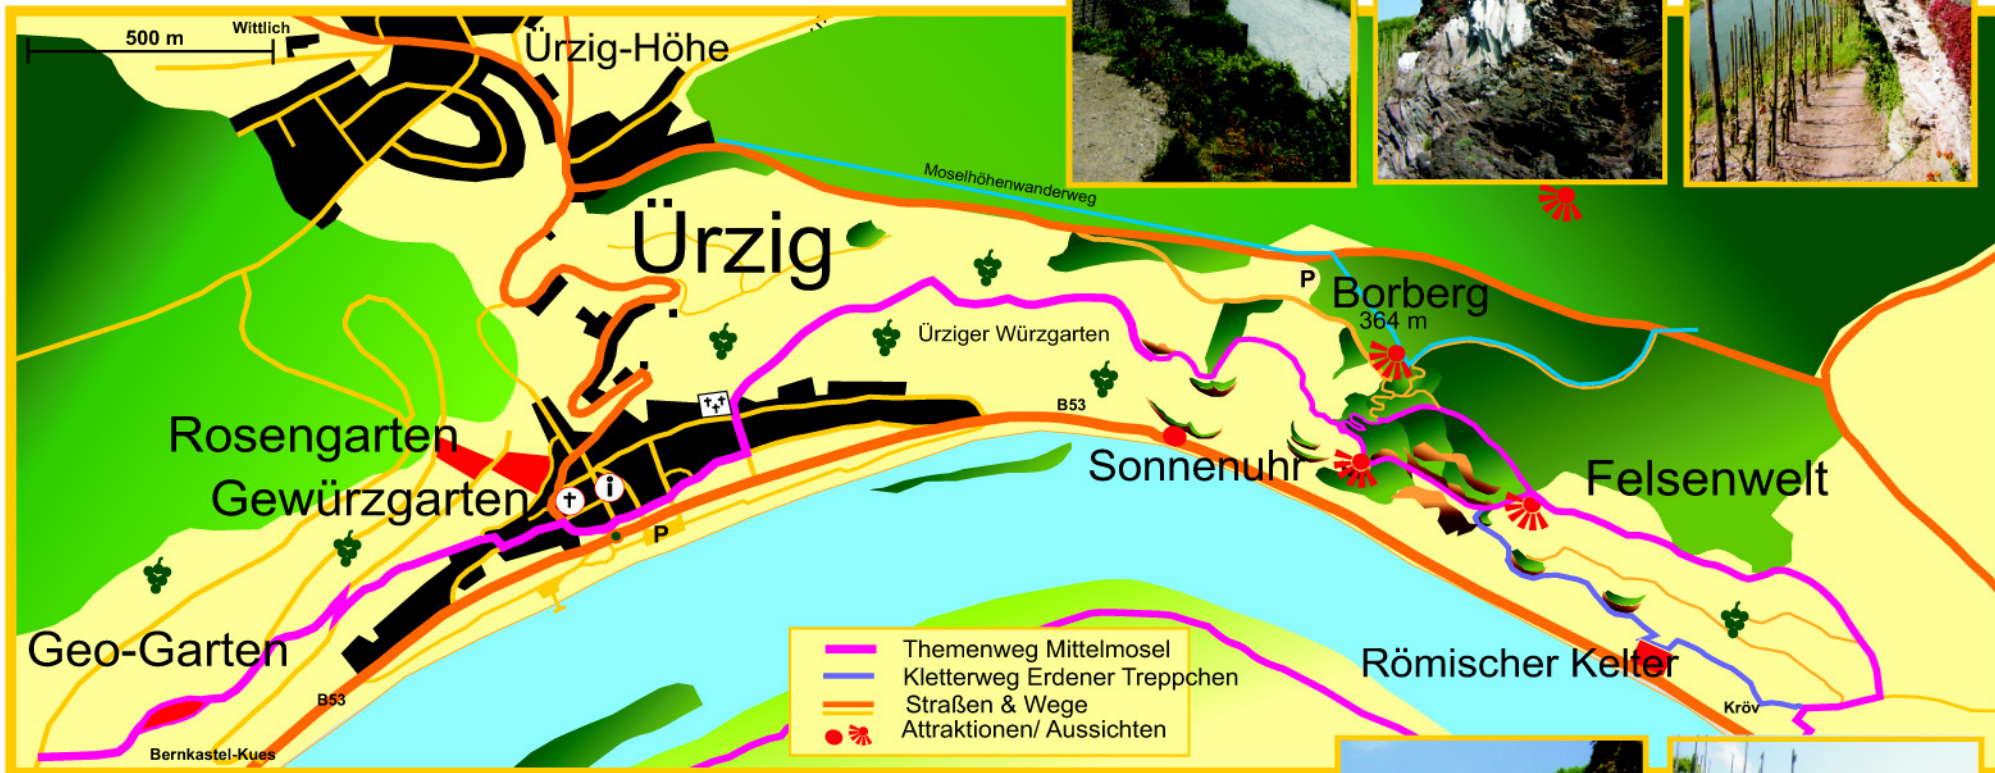 500 m
Wittlich
Ürzig-Höhe
Moselhöhenwanderweg
Ürzig
P
Borberg
364 m
Ürziger Würzgarten
B53
Rosengarten
Gewürzgarten
i
P
Sonnenuhr
Felsenwelt
Geo-Garten
B53
Bernkastel-Kues
Themenweg Mittelmosel
Kletterweg Erdener Treppchen
Straßen & Wege
Attraktionen/ Aussichten
Römischer Kelter
Kröv